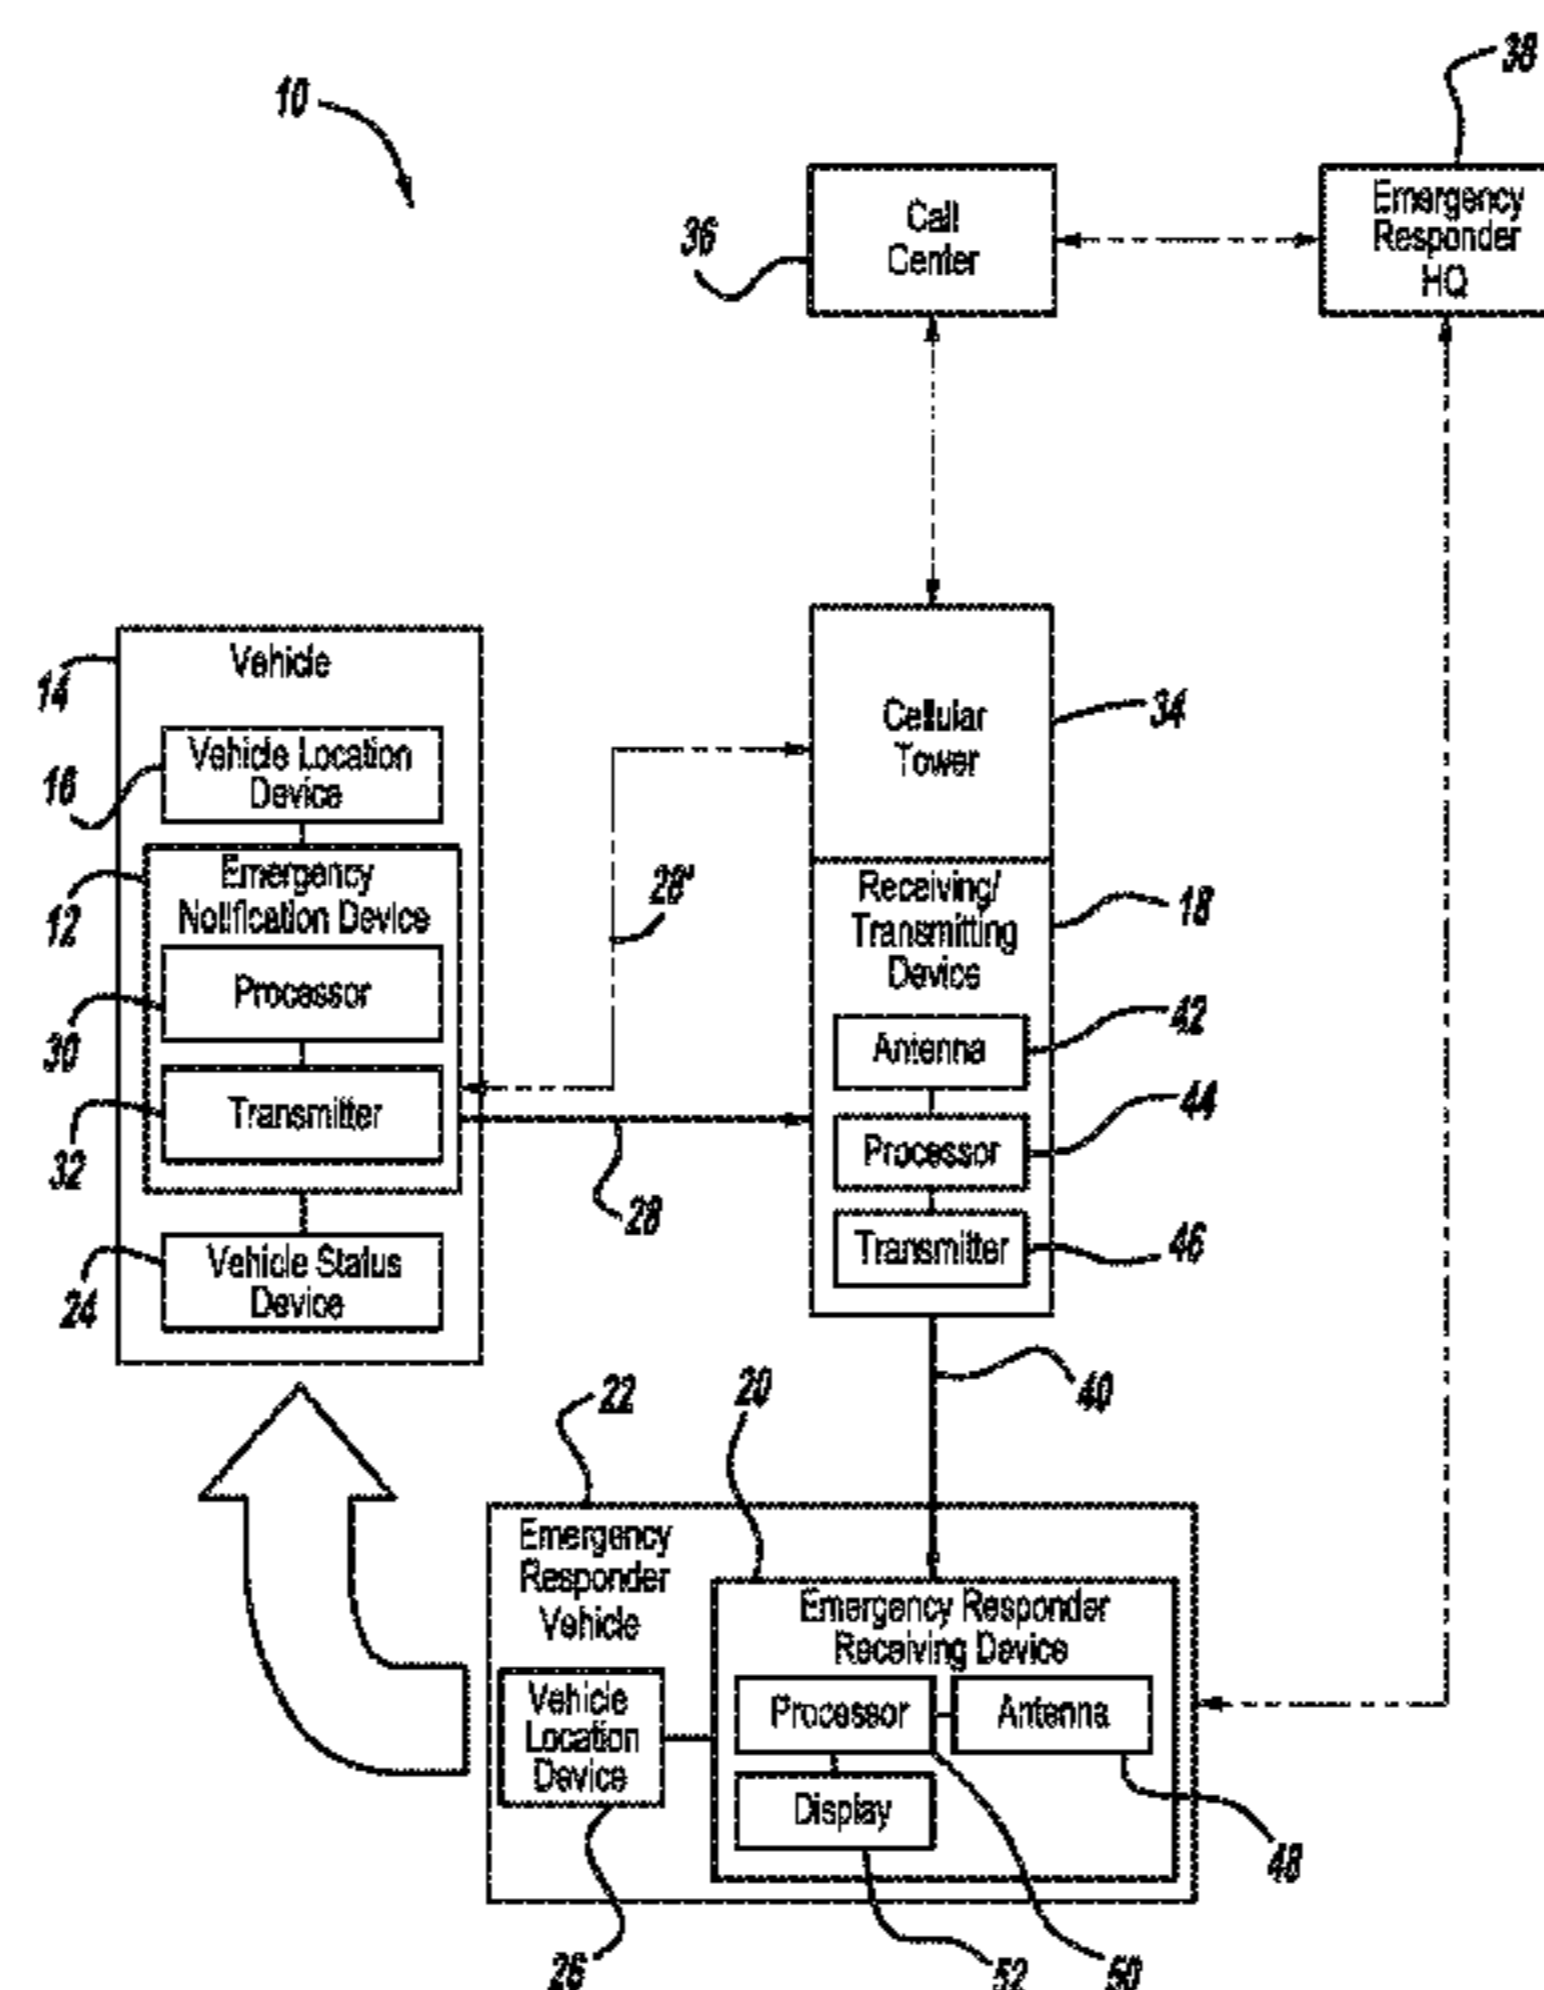 38
10
Call
Center
36
Emergency
Responder
HQ
14
Vehicle
Cellular
Tower
34
16
Vehicle Location
Device
12
Emergency
Notification Device
28'
Receiving/
Transmitting
Device
18
30
Processor
Antenna
42
32
Transmitter
Processor
44
28
Transmitter
46
24
Vehicle Status
Device
22
20
40
Emergency
Responder
Vehicle
Emergency Responder
Receiving Device
Vehicle
Location
Device
Processor
Antenna
Display
48
26
52
50